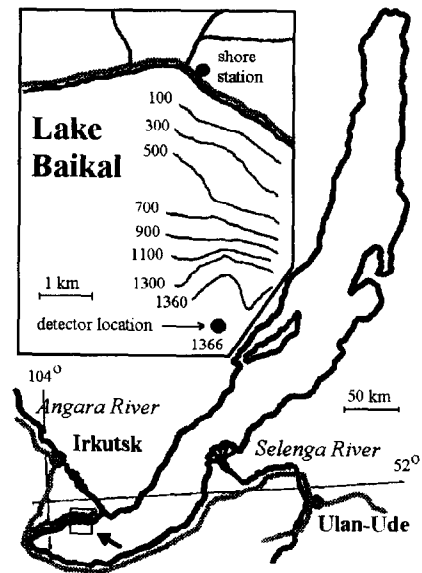 shore
station
100
300
500
Lake
Baikal
700
900
1100
1300
1360
1 km
detector location
1366
104°
50 km
Angara River
Irkutsk
Selenga River
52°
Ulan-Ude